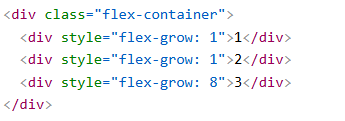 <div class="flex-container">
  <div style="flex-grow: 1">1</div>
  <div style="flex-grow: 1">2</div>
  <div style="flex-grow: 8">3</div>
</div>